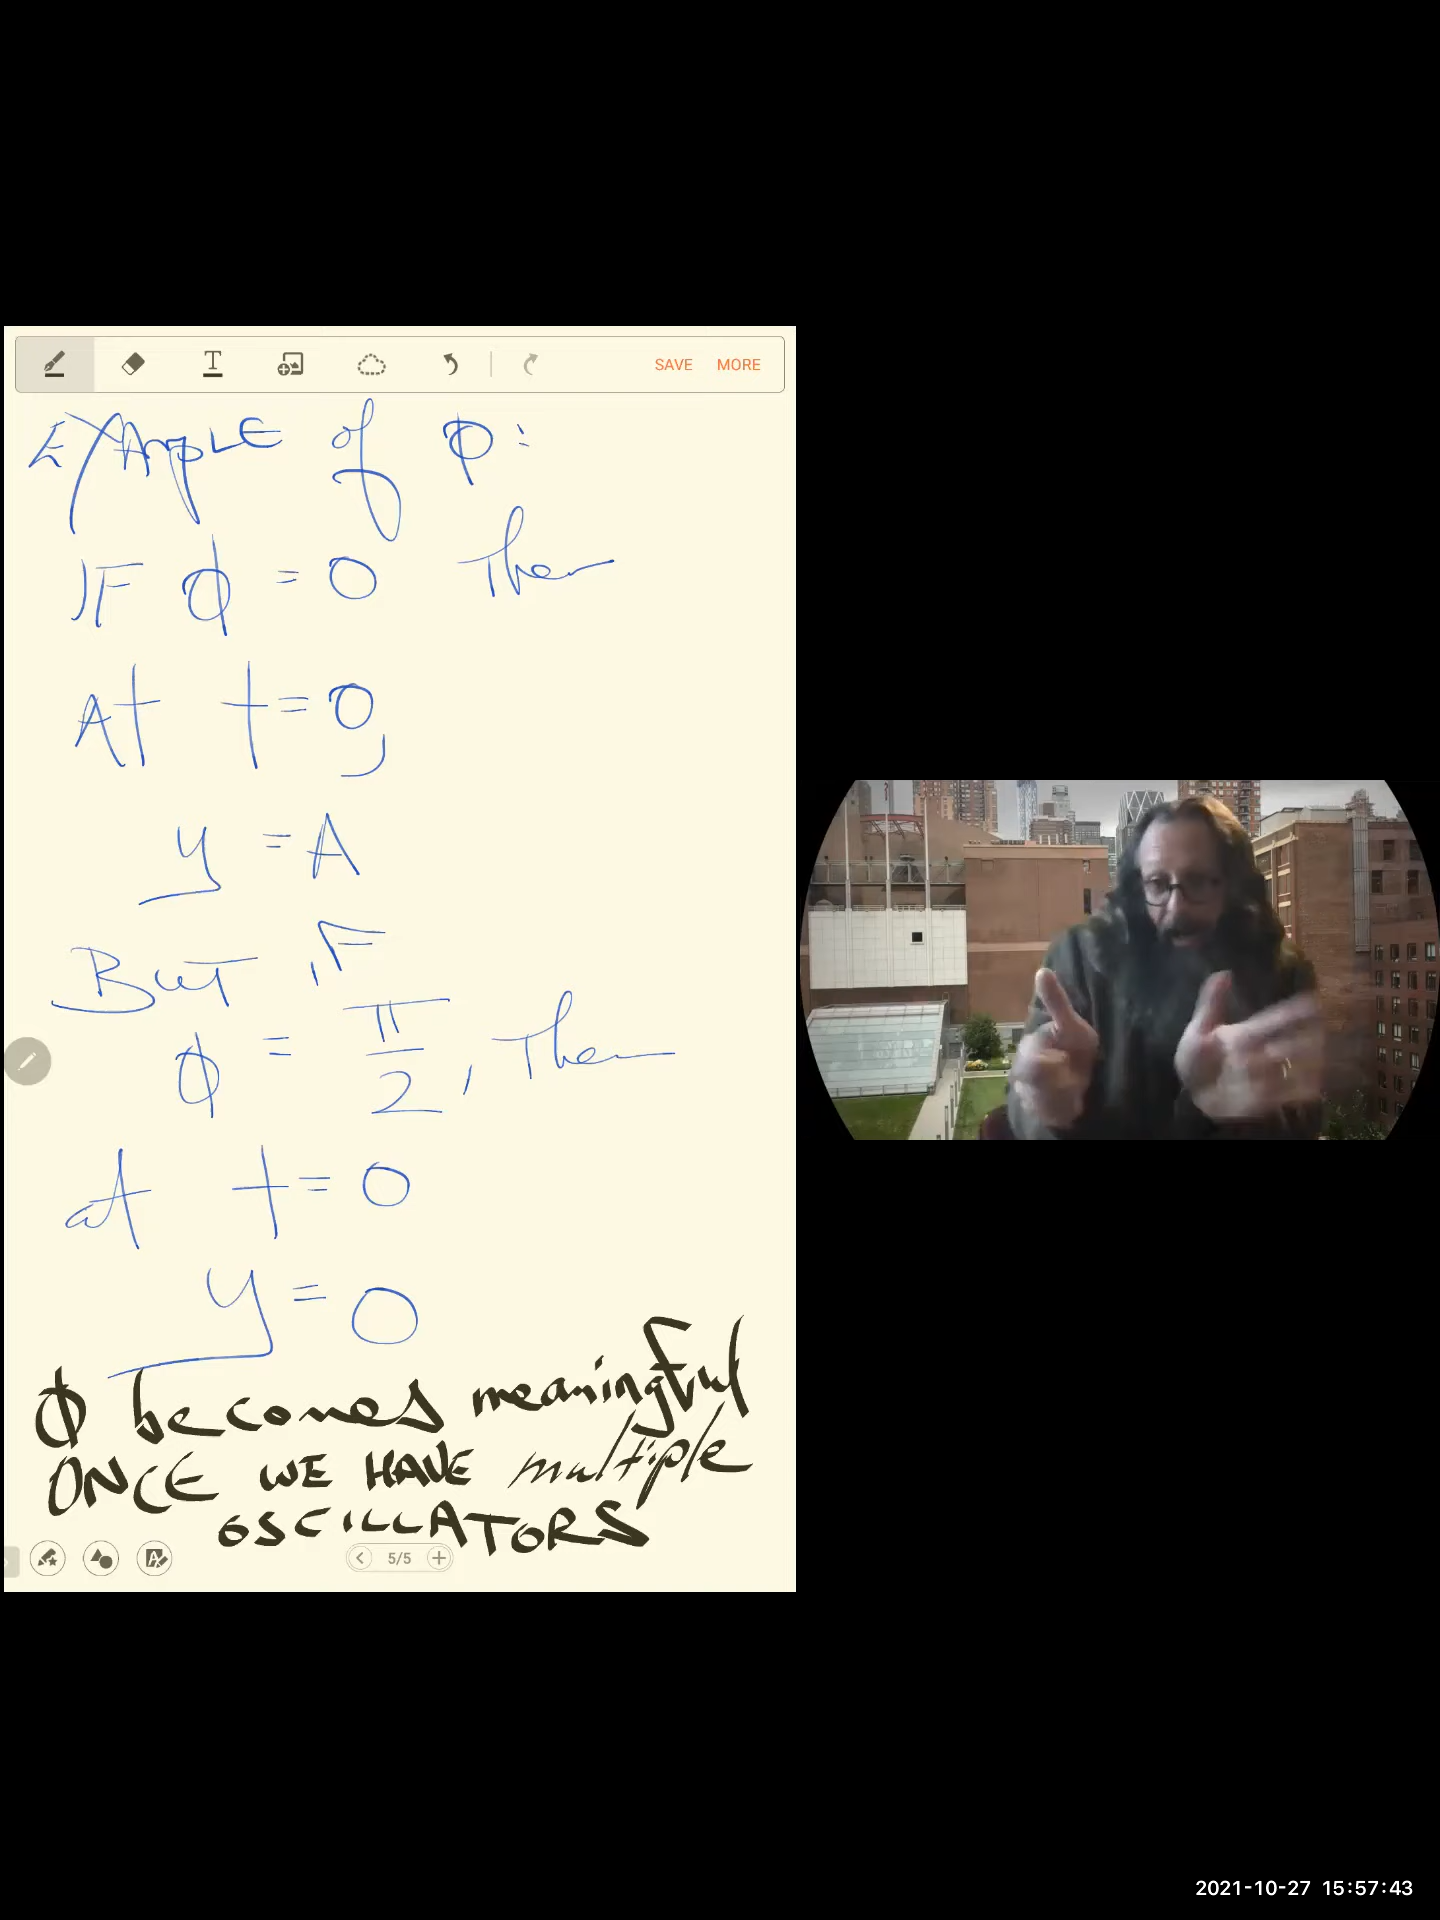 SAVE MORE
EXAMPLE of ϕ:
IF ϕ = 0 Then
At t = 0,
y = A
But iF
ϕ = π/2, Then
at t = 0
y = 0
ϕ becomes meaningful
ONCE WE HAVE multiple
OSCILLATORS
5/5
2021-10-27 15:57:43